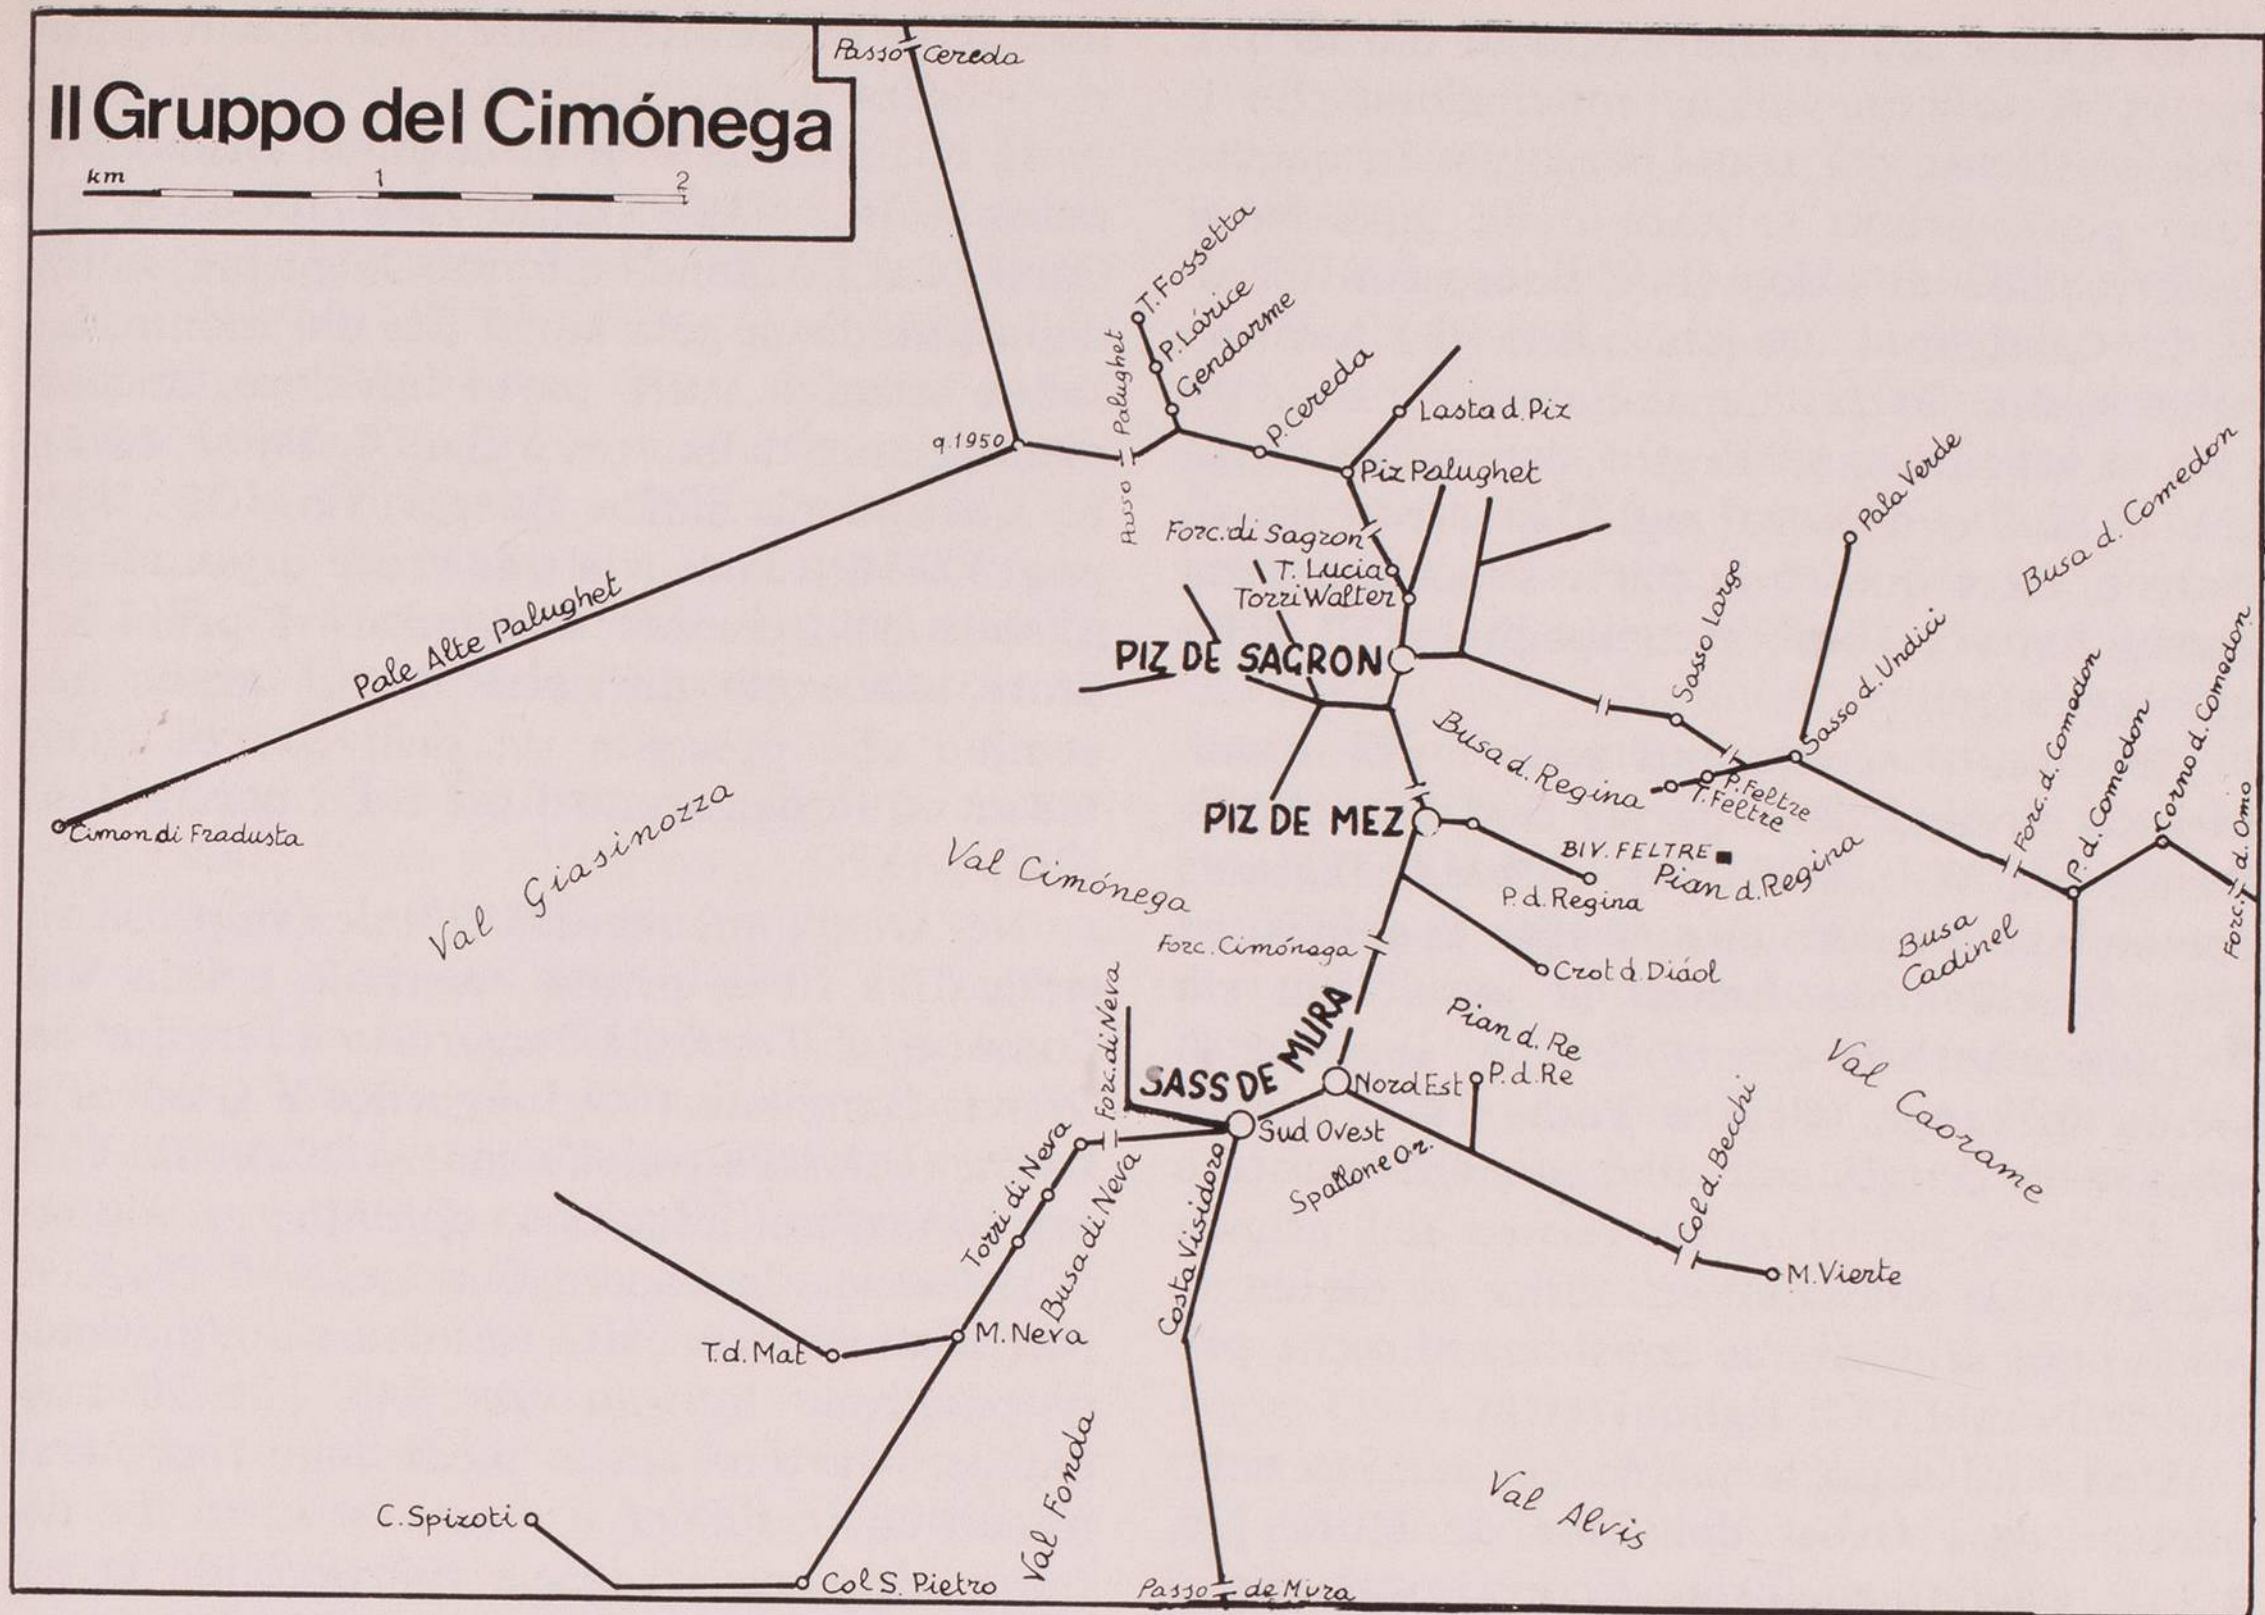 Passo Cereda
Il Gruppo del Cimónega
km 1 2
T. Fossetta
P. Lárice
Gendarme
Passo Palughet
P. Cereda
Lasta d. Piz
q.1950
Piz Palughet
Pala Verde
Busa d. Comedon
Forc. di Sagron
T. Lucia
Torri Walter
Pale Alte Palughet
PIZ DE SAGRON
Sasso Largo
Sasso d. Undici
Forc. d. Comedon
P. d. Comedon
Corno d. Comedon
Forc. d. Omo
Busa d. Regina
P. Feltre
T. Feltre
Cimon di Fradusta
Val Giasinozza
PIZ DE MEZ
BIV. FELTRE
Pian d. Regina
P. d. Regina
Val Cimónega
Forc. Cimónaga
Crot d. Diáol
Busa
Cadinel
Forc. di Neva
SASS DE MURA
Pian d. Re
Nord Est
P. d. Re
Val Caorame
Sud Ovest
Spallone Or.
Col d. Becchi
Torri di Neva
Busa di Neva
Costa Visidoro
M. Vierte
M. Neva
T. d. Mat
Val Fonda
Val Alvis
C. Spizoti
Col S. Pietro
Passo de Mura